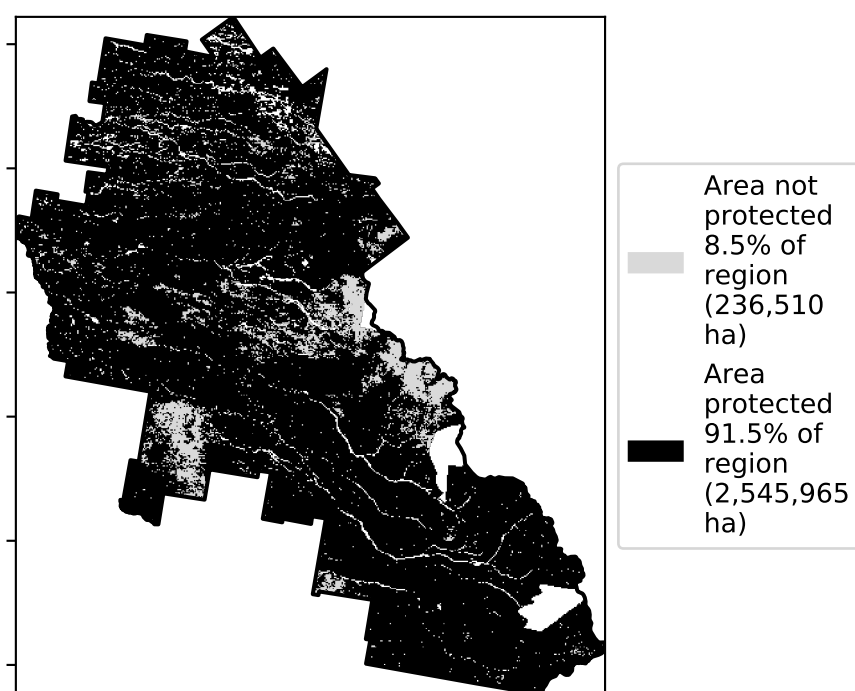 Area not
protected
8.5% of
region
(236,510
ha)
Area
protected
91.5% of
region
(2,545,965
ha)